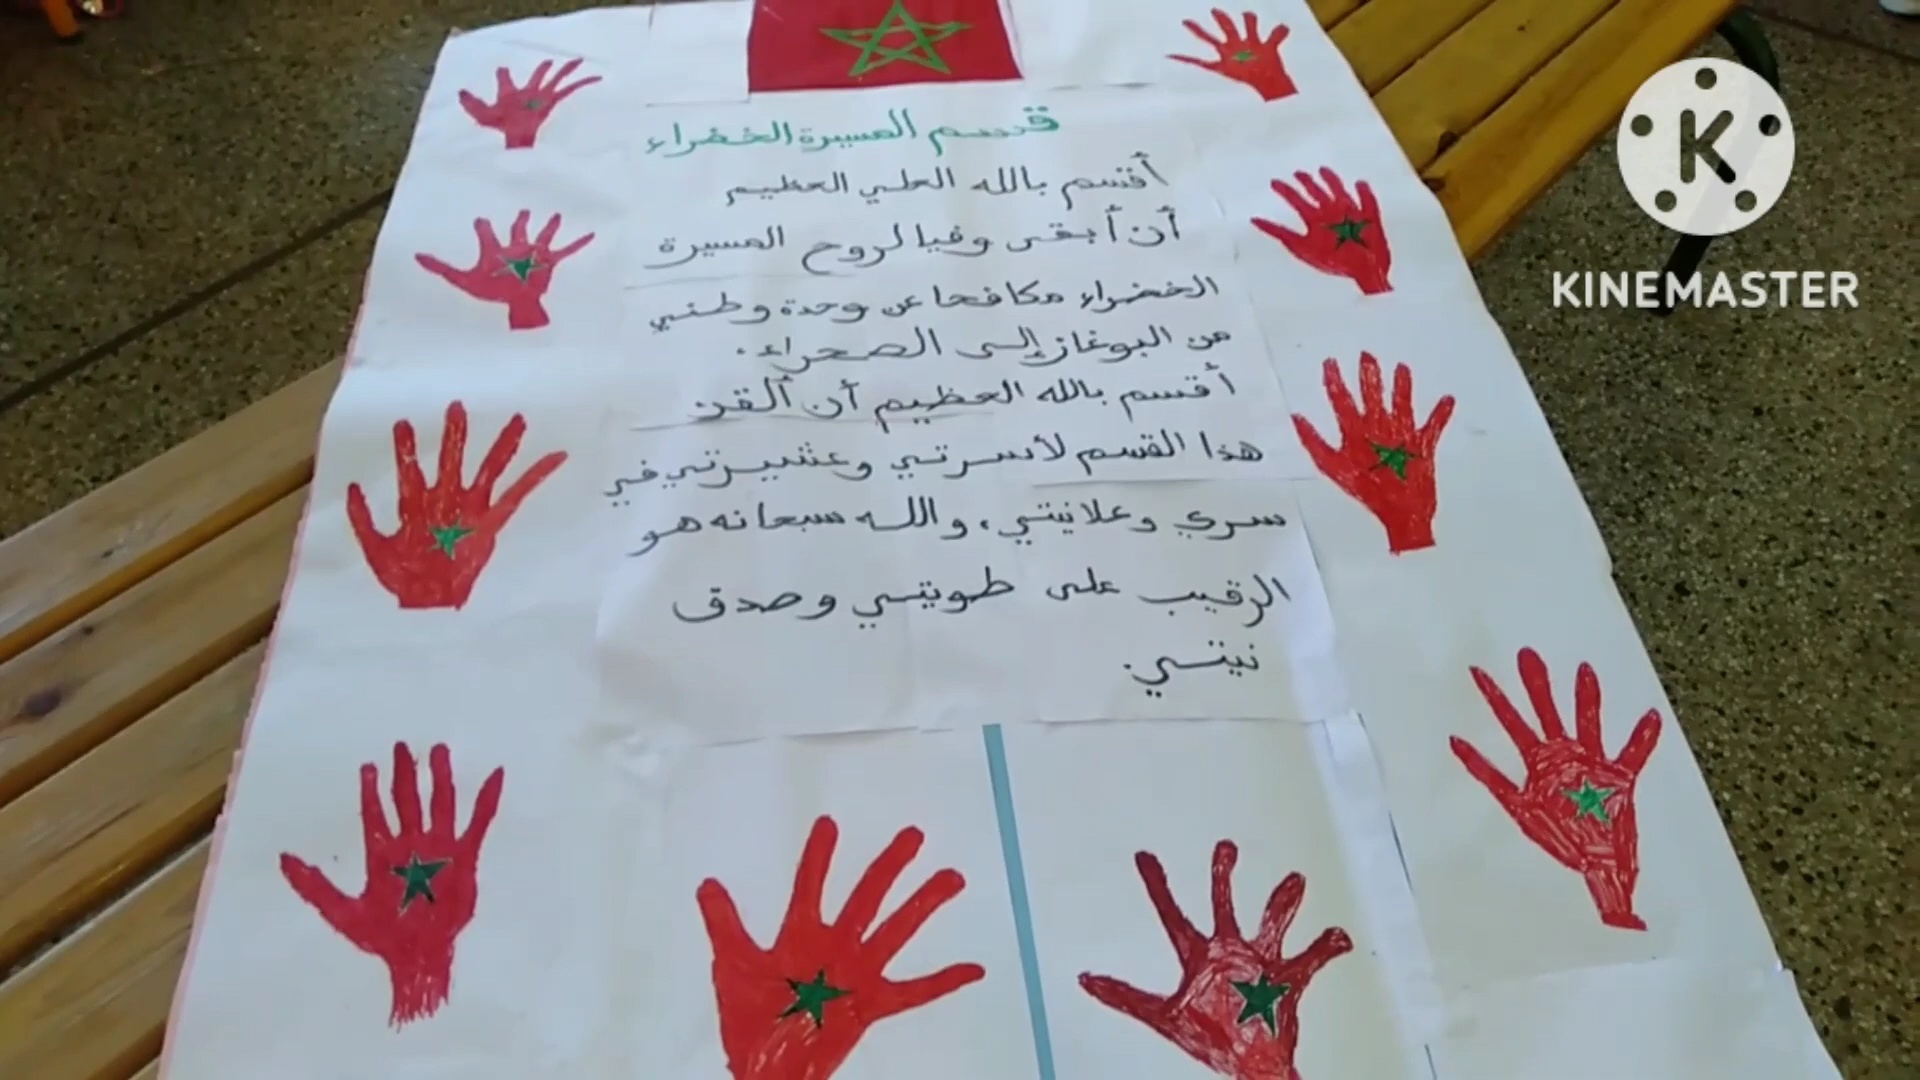 قسم المسيرة الخضراء
أقسم بالله العلي العظيم
أن أبقى وفيا لروح المسيرة
الخضراء مكافحا عن وحدة وطني
من البوغاز إلى الصحراء.
أقسم بالله العظيم أن ألقن
هذا القسم لأسرتي وعشيرتي في
سري وعلانيتي، والله سبحانه هو
الرقيب على طويتي وصدق
نيتي.
K
KINEMASTER